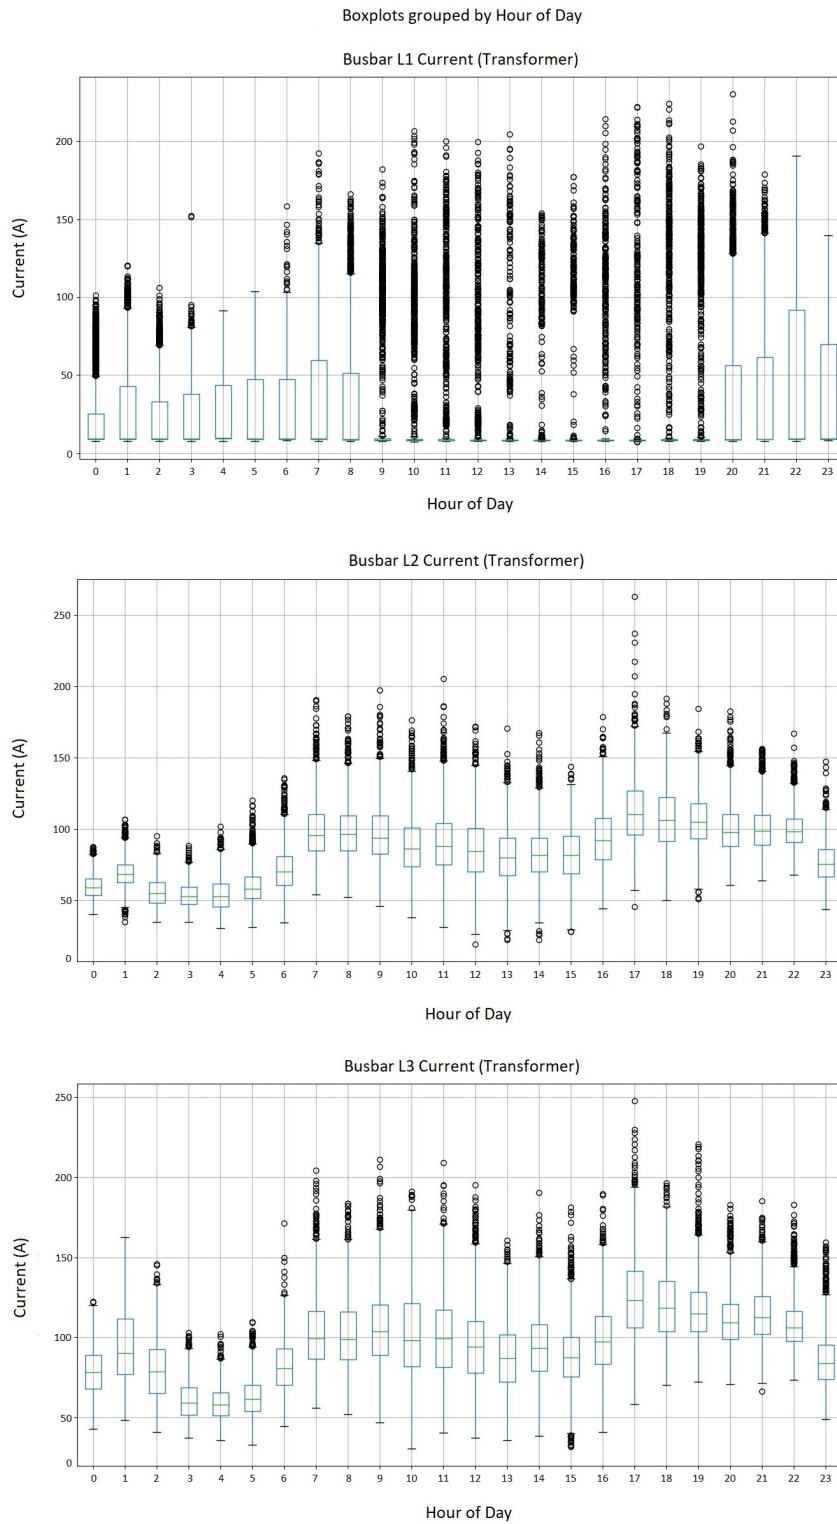 Boxplots grouped by Hour of Day
Busbar L1 Current (Transformer)
Current (A)
200
150
100
50
0
0 1 2 3 4 5 6 7 8 9 10 11 12 13 14 15 16 17 18 19 20 21 22 23
Hour of Day
Busbar L2 Current (Transformer)
Current (A)
250
200
150
100
50
0
0 1 2 3 4 5 6 7 8 9 10 11 12 13 14 15 16 17 18 19 20 21 22 23
Hour of Day
Busbar L3 Current (Transformer)
Current (A)
250
200
150
100
50
0
0 1 2 3 4 5 6 7 8 9 10 11 12 13 14 15 16 17 18 19 20 21 22 23
Hour of Day